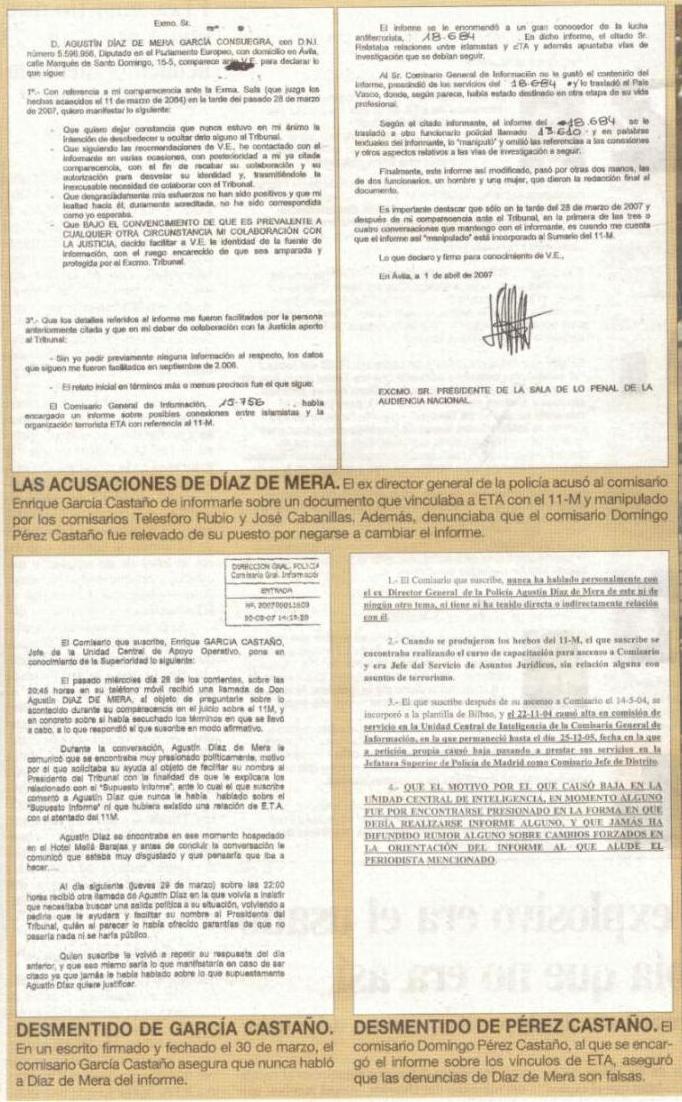 Exmo. Sr.
D. AGUSTÍN DÍAZ DE MERA GARCÍA CONSUEGRA, con D.N.I.
número 5.596.956, Diputado en el Parlamento Europeo, con domicilio en Ávila,
calle Marqués de Santo Domingo, 15-5, comparece ante V.E. para declarar lo
que sigue:
1º.- Con referencia a mi comparecencia ante la Exma. Sala (que juzga los
hechos acaecidos el 11 de marzo de 2004) en la tarde del pasado 28 de marzo
de 2007, quiero manifestar lo siguiente:
- Que quiero dejar constancia que nunca estuvo en mi ánimo la
intención de desobedecer u ocultar dato alguno al Tribunal.
- Que siguiendo las recomendaciones de V.E., he contactado con el
informante en varias ocasiones, con posterioridad a mi ya citada
comparecencia, con el fin de recabar su colaboración y su
autorización para desvelar su identidad y, trasmitiéndole la
inexcusable necesidad de colaborar con el Tribunal.
- Que desgraciadamente mis esfuerzos no han sido positivos y que mi
lealtad hacia él, duramente acreditada, no ha sido correspondida
como yo esperaba.
- Que BAJO EL CONVENCIMIENTO DE QUE ES PREVALENTE A
CUALQUIER OTRA CIRCUNSTANCIA MI COLABORACIÓN CON
LA JUSTICIA, decido facilitar a V.E. la identidad de la fuente de
información, con el ruego encarecido de que sea amparada y
protegida por el Excmo. Tribunal.
3º.- Que los detalles referidos al informe me fueron facilitados por la persona
anteriormente citada y que en mi deber de colaboración con la Justicia aporto
al Tribunal:
- Sin yo pedir previamente ninguna información al respecto, los datos
que siguen me fueron facilitados en septiembre de 2.006.
- El relato inicial en términos más o menos precisos fue el que sigue:
El Comisario General de Información, 15-756, había
encargado un informe sobre posibles conexiones entre islamistas y la
organización terrorista ETA con referencia al 11-M.
El informe se le encomendó a un gran conocedor de la lucha
antiterrorista, 18.684. En dicho informe, el citado Sr.
Relataba relaciones entre islamistas y ETA y además apuntaba vías de
investigación que se debían seguir.
Al Sr. Comisario General de Información no le gustó el contenido del
informe, prescindió de los servicios del 18-684 y lo trasladó al País
Vasco, donde, según parece, había estado destinado en otra etapa de su vida
profesional.
Según el citado informante, el informe del 18.684 se lo
trasladó a otro funcionario policial llamado 17-610 y en palabras
textuales del informante, lo "manipuló" y omitió las referencias a las conexiones
y otros aspectos relativos a las vías de investigación a seguir.
Finalmente, este informe así modificado, pasó por otras dos manos, las
de dos funcionarios, un hombre y una mujer, que dieron la redacción final al
documento.
Es importante destacar que sólo en la tarde del 28 de marzo de 2007 y
después de mi comparecencia ante el Tribunal, en la primera de las tres o
cuatro conversaciones que mantengo con el informante, es cuando me cuenta
que el informe así "manipulado" está incorporado al Sumario del 11-M.
Lo que declaro y firmo para conocimiento de V.E.,
En Ávila, a 1 de abril de 2007
EXCMO. SR. PRESIDENTE DE LA SALA DE LO PENAL DE LA
AUDIENCIA NACIONAL.
LAS ACUSACIONES DE DÍAZ DE MERA. El ex director general de la policía acusó al comisario
Enrique García Castaño de informarle sobre un documento que vinculaba a ETA con el 11-M y manipulado
por los comisarios Telesforo Rubio y José Cabanillas. Además, denunciaba que el comisario Domingo
Pérez Castaño fue relevado de su puesto por negarse a cambiar el informe.
DIRECCION GRAL. POLICIA
Comisaría Gral. Informació
ENTRADA
El Comisario que suscribe, Enrique GARCIA CASTAÑO,
Jefe de la Unidad Central de Apoyo Operativo, pone en
conocimiento de la Superioridad lo siguiente:
El pasado miércoles día 28 de los corrientes, sobre las
20:45 horas en su teléfono móvil recibió una llamada de Don
Agustín DIAZ DE MERA, al objeto de preguntarle sobre lo
acontecido durante su comparecencia en el juicio sobre el 11M, y
en concreto sobre si había escuchado los términos en que se llevó
a cabo, a lo que respondió el que suscribe en modo afirmativo.
Durante la conversación, Agustín Díaz de Mera le
comunicó que se encontraba muy presionado políticamente, motivo
por el que solicitaba su ayuda al objeto de facilitar su nombre al
Presidente del Tribunal con la finalidad de que le explicara los
relacionado con el "Supuesto Informe", ante lo cual el que suscribe
comentó a Agustín Díaz que nunca le había hablado sobre el
"Supuesto Informe" ni que hubiera existido una relación de E.T.A.
con el atentado del 11M.
Agustín Díaz se encontraba en ese momento hospedado
en el Hotel Meliá Barajas y antes de concluir la conversación le
comunicó que estaba muy disgustado y que pensaría que iba a
hacer....
Al día siguiente (jueves 29 de marzo) sobre las 22:00
horas recibió otra llamada de Agustín Díaz en la que volvía a insistir
que necesitaba buscar una salida política a su situación, volviendo a
pedirle que le ayudara y facilitar su nombre al Presidente del
Tribunal, quién al parecer le había ofrecido garantías de que no
pasaría nada ni se haría público.
Quien suscribe le volvió a repetir su respuesta del día
anterior, y que eso mismo sería lo que manifestaría en caso de ser
citado ya que jamás le había hablado sobre lo que supuestamente
Agustín Díaz quiere justificar.
1.- El Comisario que suscribe, nunca ha hablado personalmente con
el ex Director General de la Policía Agustín Díaz de Mera de este ni de
ningún otro tema, ni tiene ni ha tenido directa o indirectamente relación
con él.
2.- Cuando se produjeron los hechos del 11-M, el que suscribe se
encontraba realizando el curso de capacitación para ascenso a Comisario
y era Jefe del Servicio de Asuntos Jurídicos, sin relación alguna con
asuntos de terrorismo.
3.- El que suscribe después de su ascenso a Comisario el 14-5-04, se
incorporó a la plantilla de Bilbao, y el 22-11-04 causó alta en comisión de
servicio en la Unidad Central de Inteligencia de la Comisaría General de
Información, en la que permaneció hasta el día 25-12-05, fecha en la que
a petición propia causó baja pasando a prestar sus servicios en la
Jefatura Superior de Policía de Madrid como Comisario Jefe de Distrito.
4.- QUE EL MOTIVO POR EL QUE CAUSÓ BAJA EN LA
UNIDAD CENTRAL DE INTELIGENCIA, EN MOMENTO ALGUNO
FUE POR ENCONTRARSE PRESIONADO EN LA FORMA EN QUE
DEBÍA REALIZARSE INFORME ALGUNO, Y QUE JAMÁS HA
DIFUNDIDO RUMOR ALGUNO SOBRE CAMBIOS FORZADOS EN
LA ORIENTACIÓN DEL INFORME AL QUE ALUDE EL
PERIODISTA MENCIONADO.
DESMENTIDO DE GARCÍA CASTAÑO.
En un escrito firmado y fechado el 30 de marzo, el
comisario García Castaño asegura que nunca habló
a Díaz de Mera del informe.
DESMENTIDO DE PÉREZ CASTAÑO. El
comisario Domingo Pérez Castaño, al que se encar-
gó el informe sobre los vínculos de ETA, aseguró
que las denuncias de Díaz de Mera son falsas.